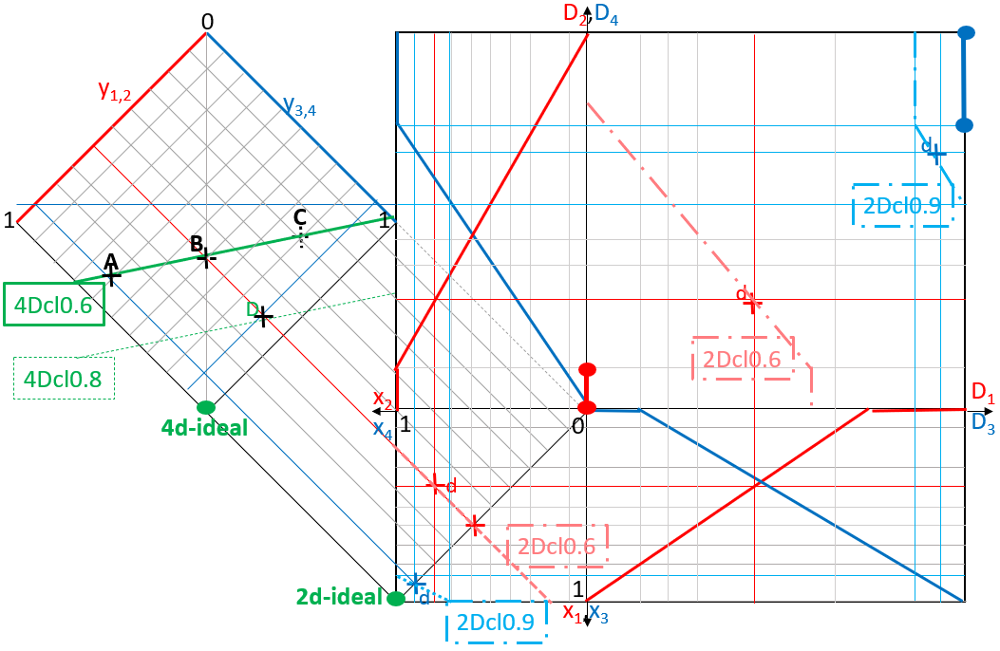 0
D₂,D₄
y₁,₂
y₃,₄
d
2Dcl0.9
1
1
C
B
A
4Dcl0.6
D
d
2Dcl0.6
4Dcl0.8
x₂
D₁
1
0
4d-ideal
x₄
D₃
d
2Dcl0.6
1
2d-ideal
d
x₁,x₃
2Dcl0.9